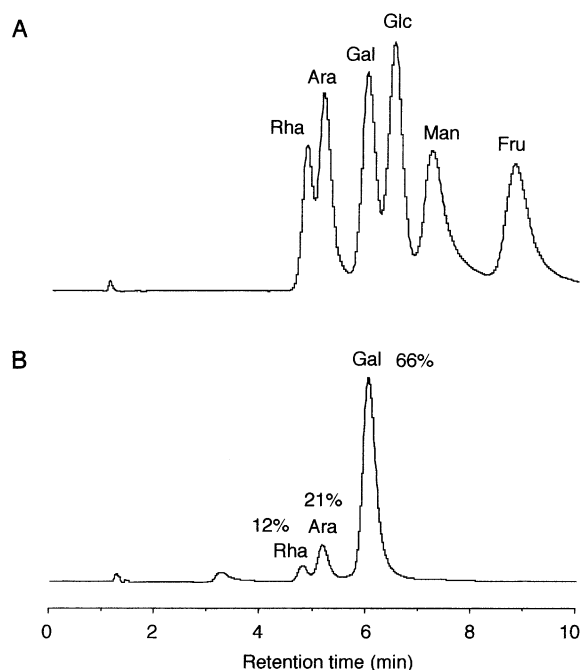 A
Glc
Gal
Ara
Rha
Man
Fru
B
Gal 66%
21%
12% Ara
Rha
0 2 4 6 8 10
Retention time (min)